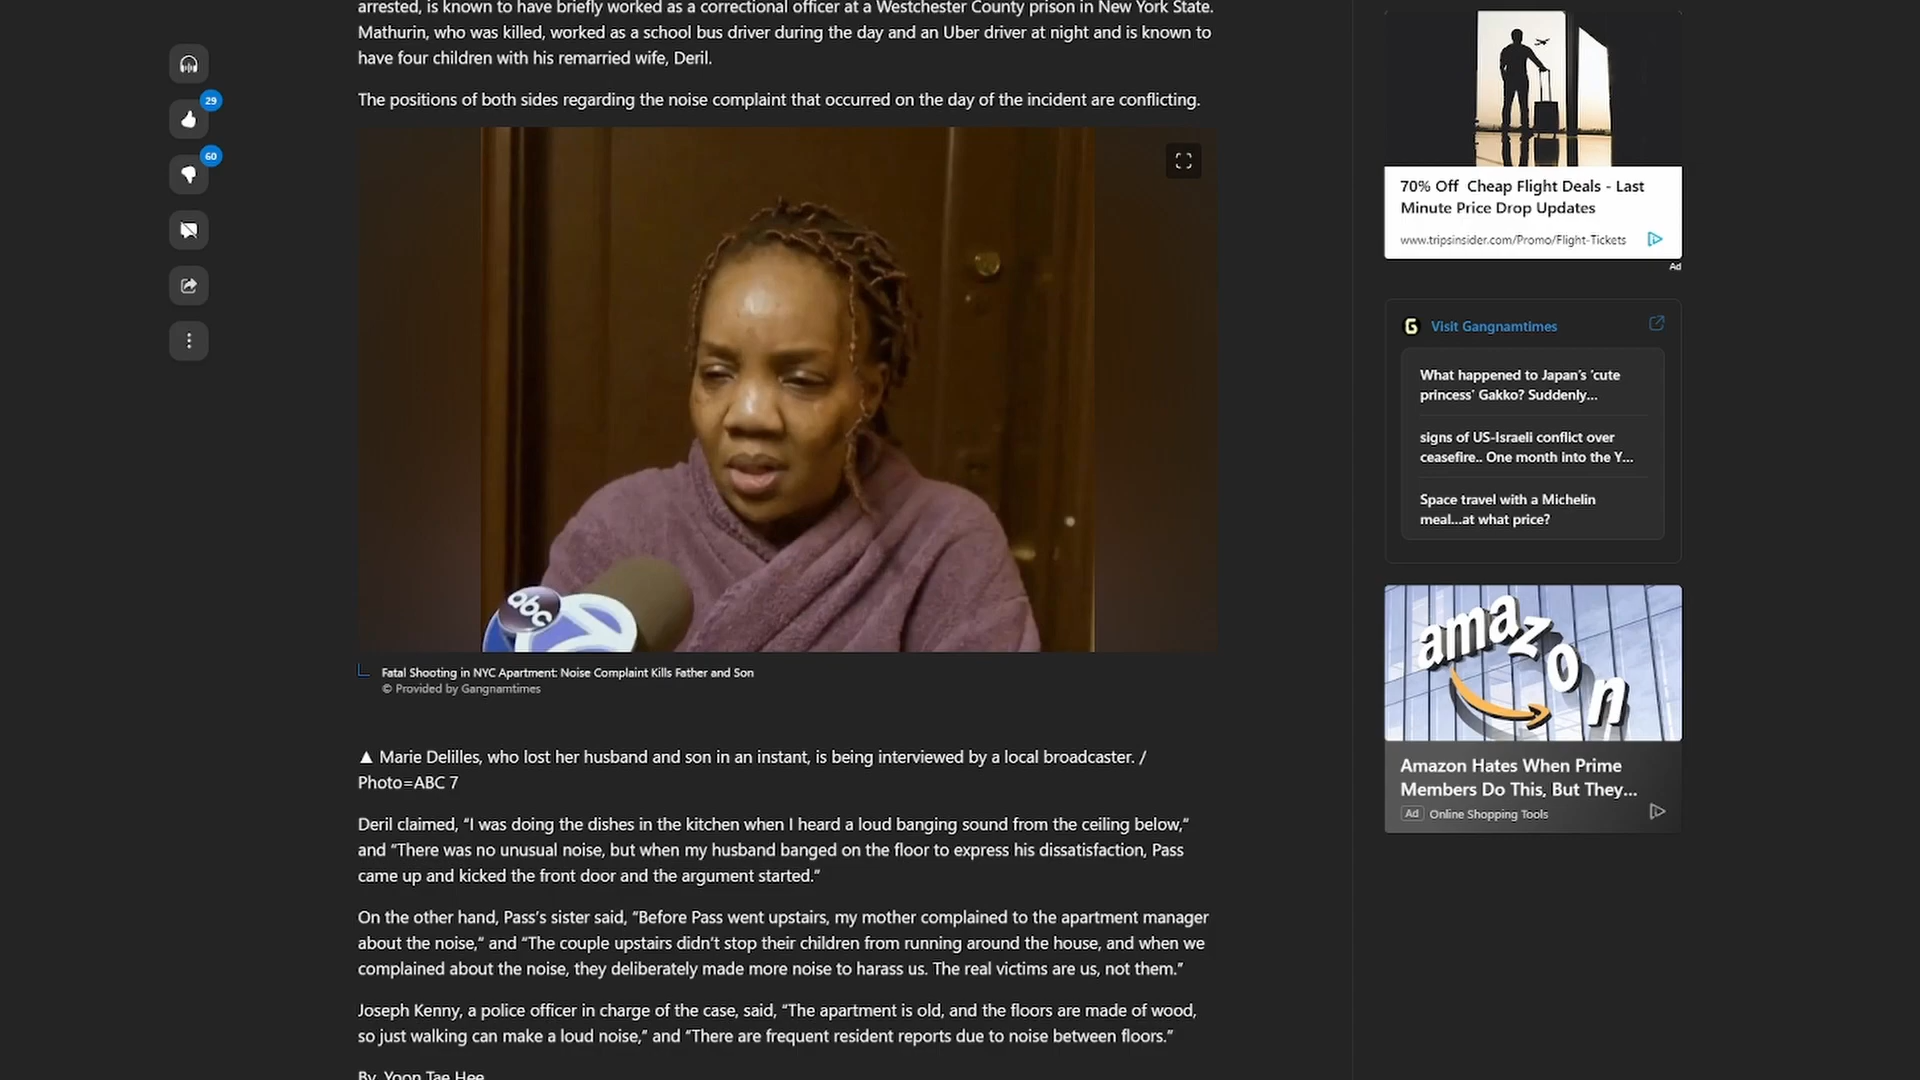 arrested, is known to have briefly worked as a correctional officer at a Westchester County prison in New York State.
Mathurin, who was killed, worked as a school bus driver during the day and an Uber driver at night and is known to
have four children with his remarried wife, Deril.
The positions of both sides regarding the noise complaint that occurred on the day of the incident are conflicting.
29
60
abc
7
Fatal Shooting in NYC Apartment: Noise Complaint Kills Father and Son
© Provided by Gangnamtimes
▲ Marie Delilles, who lost her husband and son in an instant, is being interviewed by a local broadcaster. /
Photo=ABC 7
Deril claimed, “I was doing the dishes in the kitchen when I heard a loud banging sound from the ceiling below,“
and “There was no unusual noise, but when my husband banged on the floor to express his dissatisfaction, Pass
came up and kicked the front door and the argument started.”
On the other hand, Pass’s sister said, “Before Pass went upstairs, my mother complained to the apartment manager
about the noise,“ and “The couple upstairs didn’t stop their children from running around the house, and when we
complained about the noise, they deliberately made more noise to harass us. The real victims are us, not them.”
Joseph Kenny, a police officer in charge of the case, said, “The apartment is old, and the floors are made of wood,
so just walking can make a loud noise,” and “There are frequent resident reports due to noise between floors.”
By. Yoon Tae Hee
70% Off Cheap Flight Deals - Last
Minute Price Drop Updates
www.tripsinsider.com/Promo/Flight-Tickets
Ad
G Visit Gangnamtimes
What happened to Japan’s ‘cute
princess’ Gakko? Suddenly...
signs of US-Israeli conflict over
ceasefire.. One month into the Y...
Space travel with a Michelin
meal...at what price?
amazon
Amazon Hates When Prime
Members Do This, But They...
Ad Online Shopping Tools